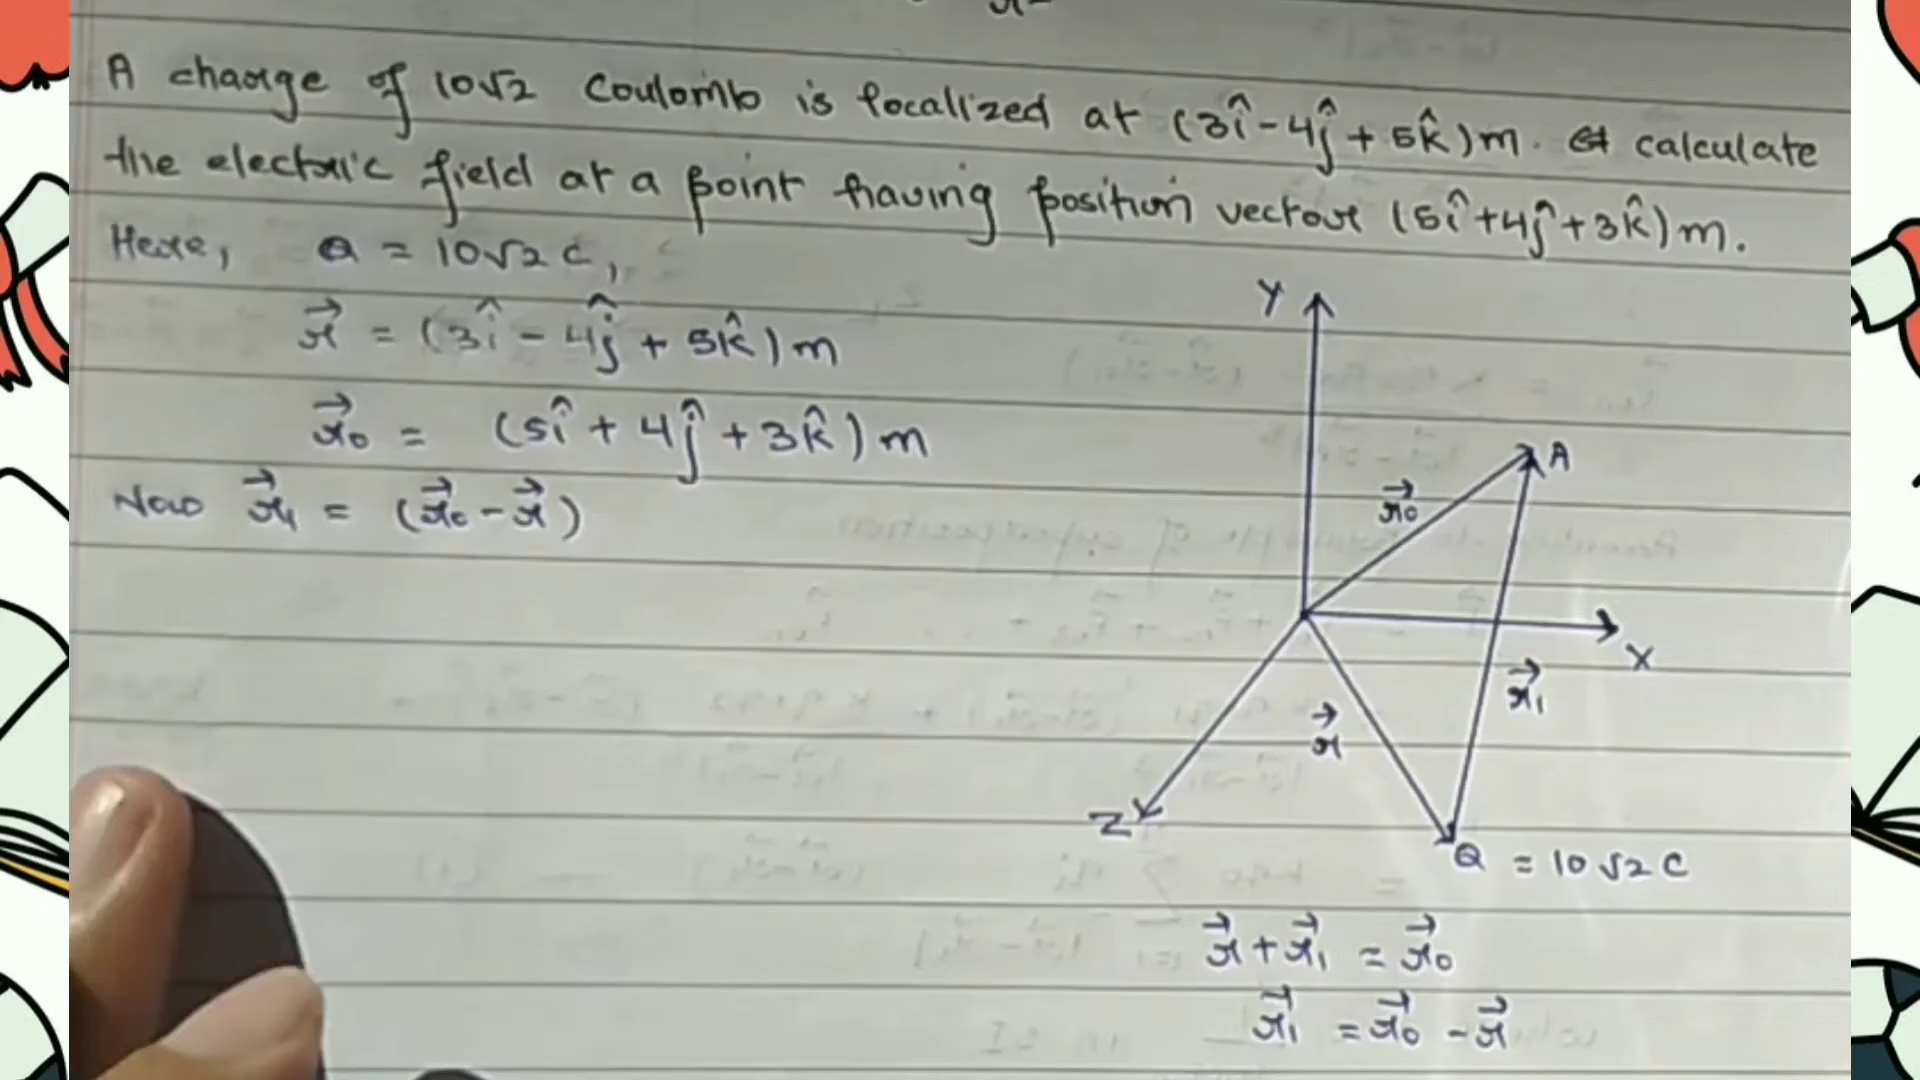 A charge of 10√2 Coulomb is localized at (3î-4ĵ+5k̂)m. calculate
the electric field at a point having position vector (5î+4ĵ+3k̂)m.
Here, Q = 10√2 C,
r⃗ = (3î - 4ĵ + 5k̂)m
r⃗₀ = (5î + 4ĵ + 3k̂)m
Now r⃗₁ = (r⃗₀ - r⃗)
Y
A
r⃗₀
X
r⃗₁
r⃗
Z
Q = 10√2 C
r⃗ + r⃗₁ = r⃗₀
r⃗₁ = r⃗₀ - r⃗